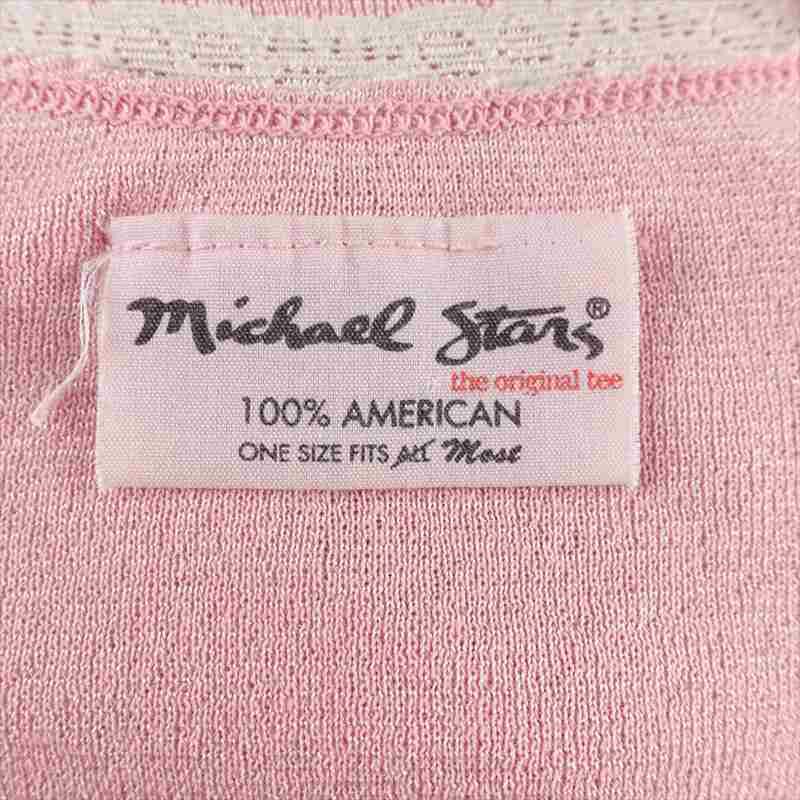 Michael Stars®
the original tee
100% AMERICAN
ONE SIZE FITS ALL Most